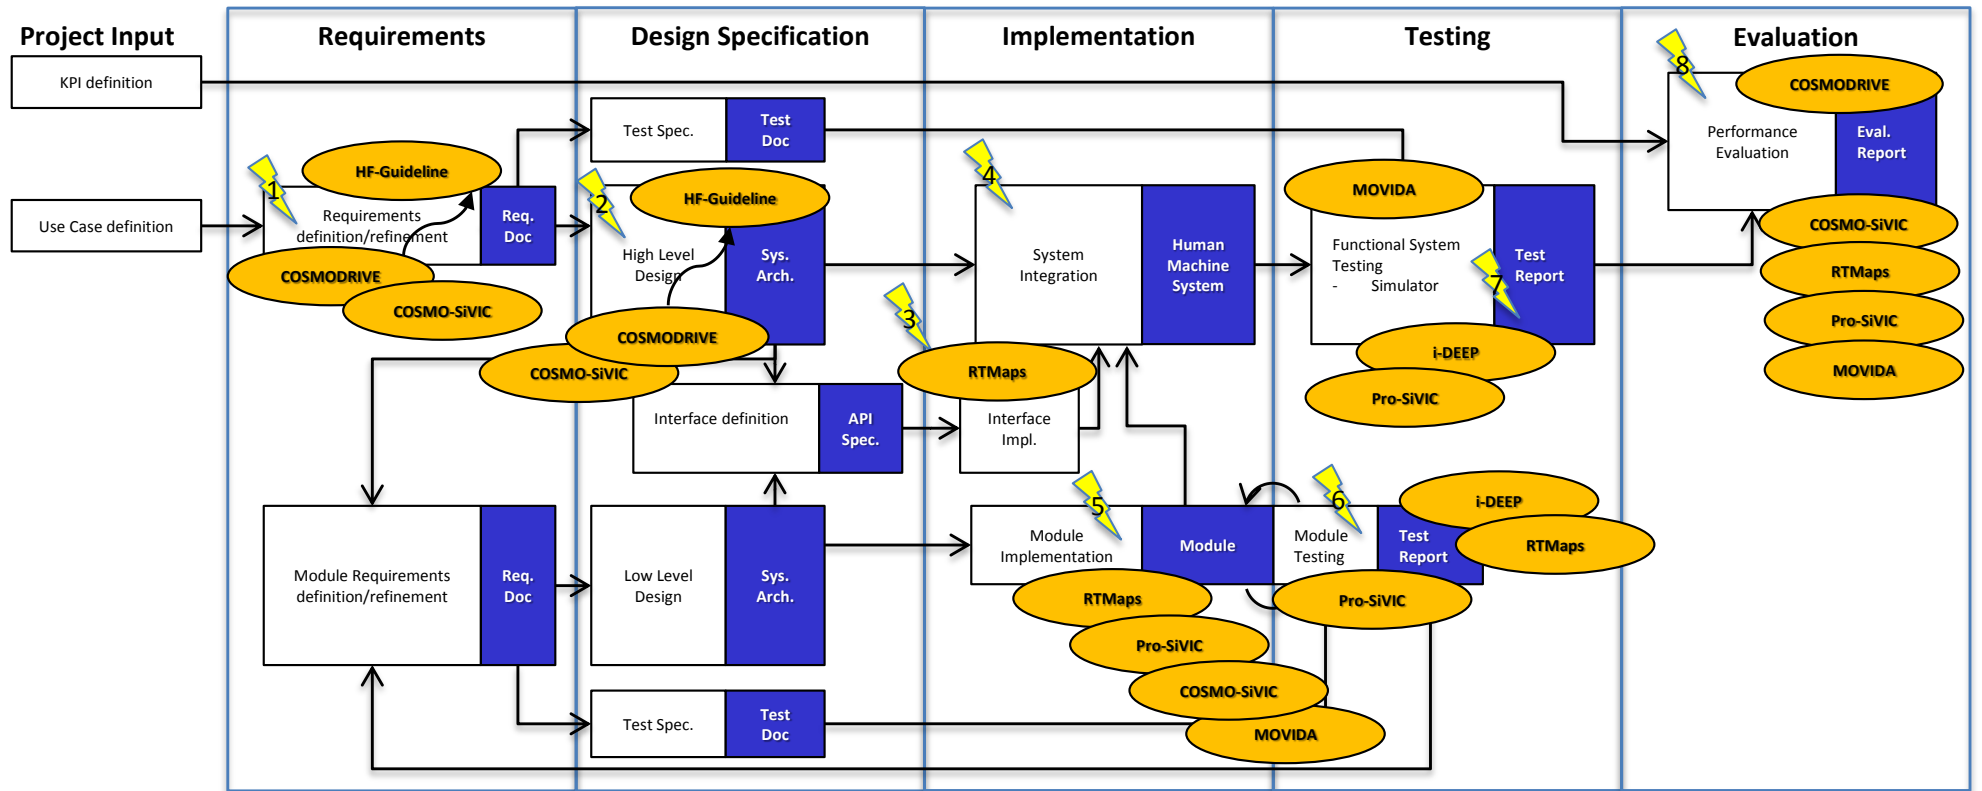 Project Input
Requirements
Design Specification
Implementation
Testing
Evaluation
KPI definition
Use Case definition
1
HF-Guideline
Requirements
definition/refinement
Req.
Doc
COSMODRIVE
COSMO-SiVIC
Test Spec.
Test
Doc
2
HF-Guideline
High Level
Design
Sys.
Arch.
COSMODRIVE
COSMO-SiVIC
Interface definition
API
Spec.
3
RTMaps
Interface
Impl.
4
System
Integration
Human
Machine
System
MOVIDA
Functional System
Testing
- Simulator
7
Test
Report
i-DEEP
Pro-SiVIC
8
COSMODRIVE
Performance
Evaluation
Eval.
Report
COSMO-SiVIC
RTMaps
Pro-SiVIC
MOVIDA
Module Requirements
definition/refinement
Req.
Doc
Low Level
Design
Sys.
Arch.
Test Spec.
Test
Doc
5
Module
Implementation
Module
RTMaps
Pro-SiVIC
COSMO-SiVIC
MOVIDA
6
Module
Testing
Test
Report
i-DEEP
RTMaps
Pro-SiVIC